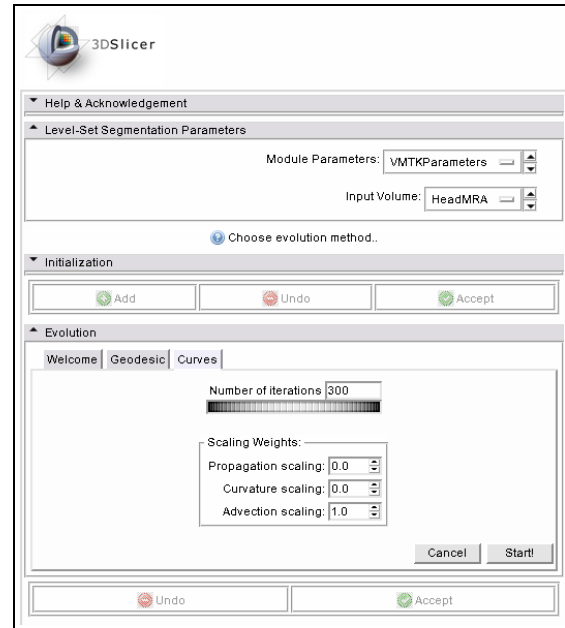 3DSlicer
Help & Acknowledgement
Level-Set Segmentation Parameters
Module Parameters: VMTKParameters
Input Volume: HeadMRA
Choose evolution method..
Initialization
Add Undo Accept
Evolution
Welcome Geodesic Curves
Number of iterations 300
Scaling Weights:
Propagation scaling: 0.0
Curvature scaling: 0.0
Advection scaling: 1.0
Cancel Start!
Undo Accept